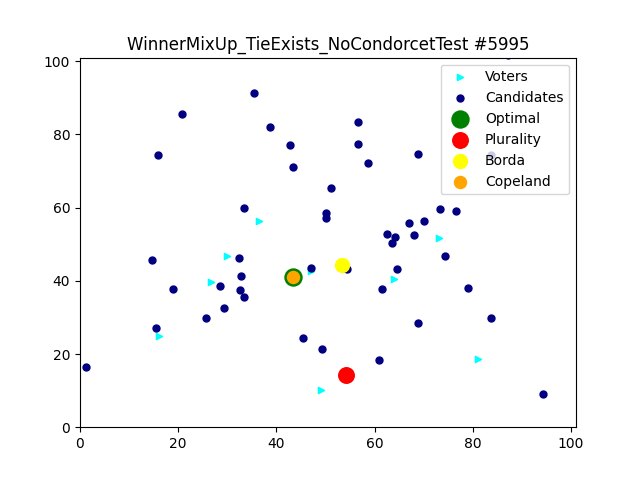 WinnerMixUp_TieExists_NoCondorcetTest #5995
100
80
60
40
20
0
0
20
40
60
80
100
Voters
Candidates
Optimal
Plurality
Borda
Copeland